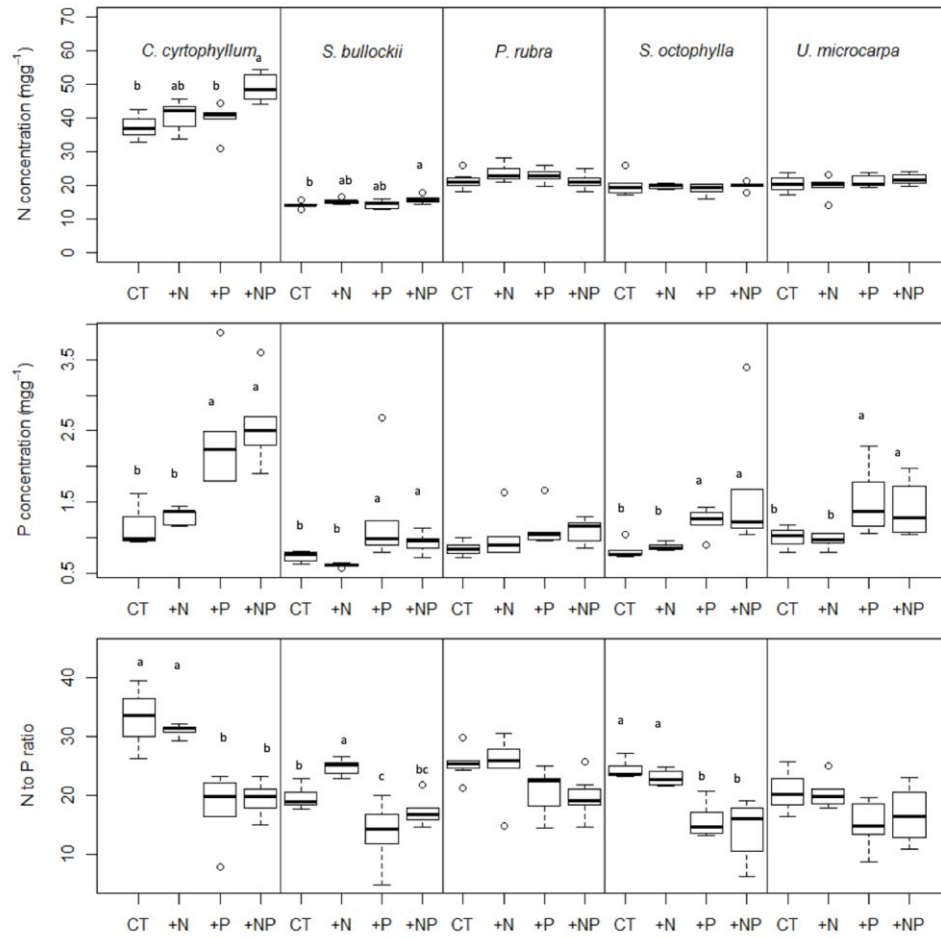 C. cyrtophyllum S. bullockii P. rubra S. octophylla U. microcarpa
N concentration (mgg⁻¹)
70
60
50
40
30
20
10
0
b ab b a
b ab ab a
CT +N +P +NP CT +N +P +NP CT +N +P +NP CT +N +P +NP CT +N +P +NP
P concentration (mgg⁻¹)
3.5
2.5
1.5
0.5
b b a a
b b a a
b b a a
b b a a
CT +N +P +NP CT +N +P +NP CT +N +P +NP CT +N +P +NP CT +N +P +NP
N to P ratio
40
30
20
10
a a b b
b a c bc
a a b b
CT +N +P +NP CT +N +P +NP CT +N +P +NP CT +N +P +NP CT +N +P +NP